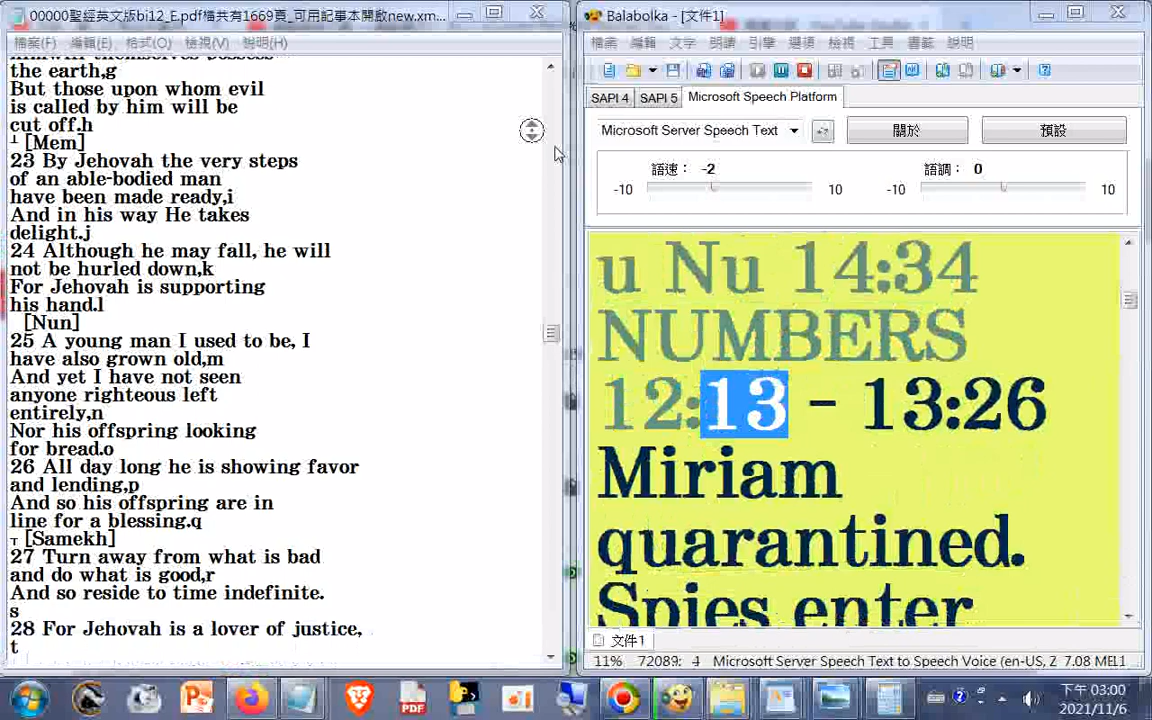 00000聖經英文版bi12_E.pdf檔共有1669頁_可用記事本開啟new.xm...
檔案(F) 編輯(E) 格式(O) 檢視(V) 說明(H)
themselves possess
the earth,g
But those upon whom evil
is called by him will be
cut off.h
[Mem]
23 By Jehovah the very steps
of an able-bodied man
have been made ready,i
And in his way He takes
delight.j
24 Although he may fall, he will
not be hurled down,k
For Jehovah is supporting
his hand.l
[Nun]
25 A young man I used to be, I
have also grown old,m
And yet I have not seen
anyone righteous left
entirely,n
Nor his offspring looking
for bread.o
26 All day long he is showing favor
and lending,p
And so his offspring are in
line for a blessing.q
[Samekh]
27 Turn away from what is bad
and do what is good,r
And so reside to time indefinite.
s
28 For Jehovah is a lover of justice,
t
Balabolka - [文件1]
檔案 編輯 文字 朗讀 引擎 選項 檢視 工具 書籤 說明
SAPI 4 SAPI 5 Microsoft Speech Platform
Microsoft Server Speech Text
關於 預設
語速： -2 語調： 0
-10 10 -10 10
u Nu 14:34
NUMBERS
12:13 - 13:26
Miriam
quarantined.
Spies enter
文件1
11% 72089: 4 Microsoft Server Speech Text to Speech Voice (en-US, Z 7.08 ME
下午 03:00
2021/11/6